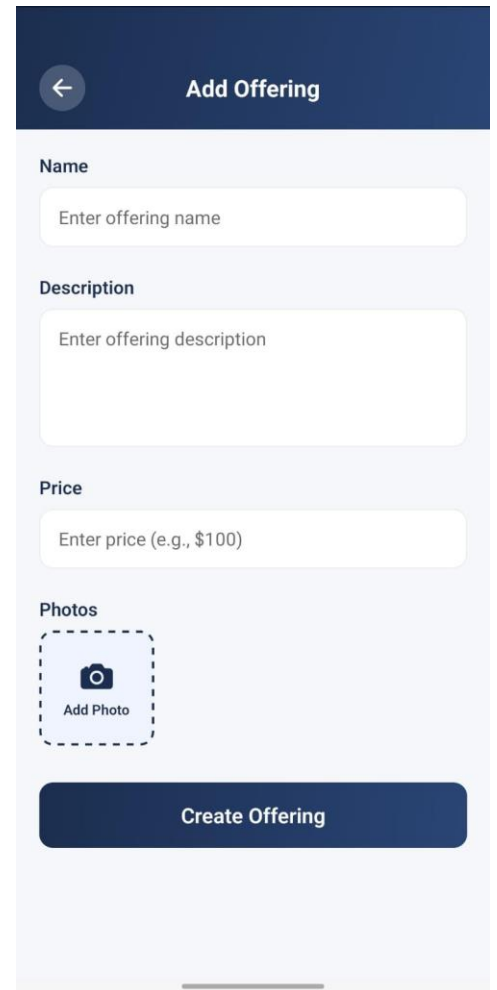 Add Offering
Name
Enter offering name
Description
Enter offering description
Price
Enter price (e.g., $100)
Photos
Add Photo
Create Offering